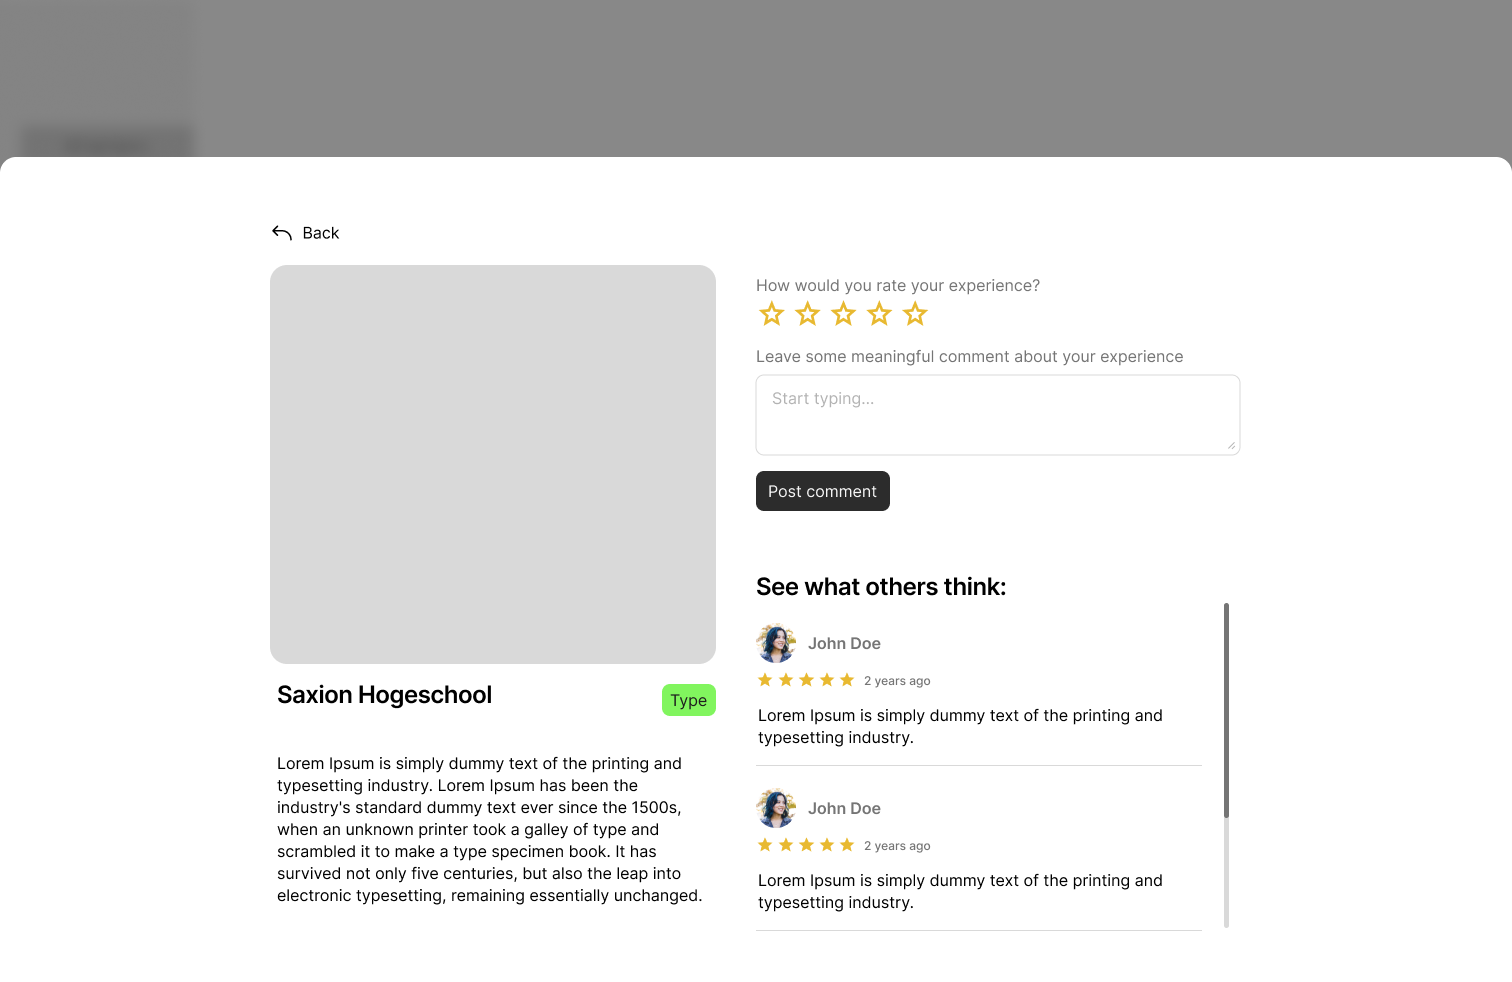 Back
How would you rate your experience?
Leave some meaningful comment about your experience
Start typing...
Post comment
See what others think:
John Doe
2 years ago
Lorem Ipsum is simply dummy text of the printing and
typesetting industry.
John Doe
2 years ago
Lorem Ipsum is simply dummy text of the printing and
typesetting industry.
Saxion Hogeschool
Type
Lorem Ipsum is simply dummy text of the printing and
typesetting industry. Lorem Ipsum has been the
industry's standard dummy text ever since the 1500s,
when an unknown printer took a galley of type and
scrambled it to make a type specimen book. It has
survived not only five centuries, but also the leap into
electronic typesetting, remaining essentially unchanged.